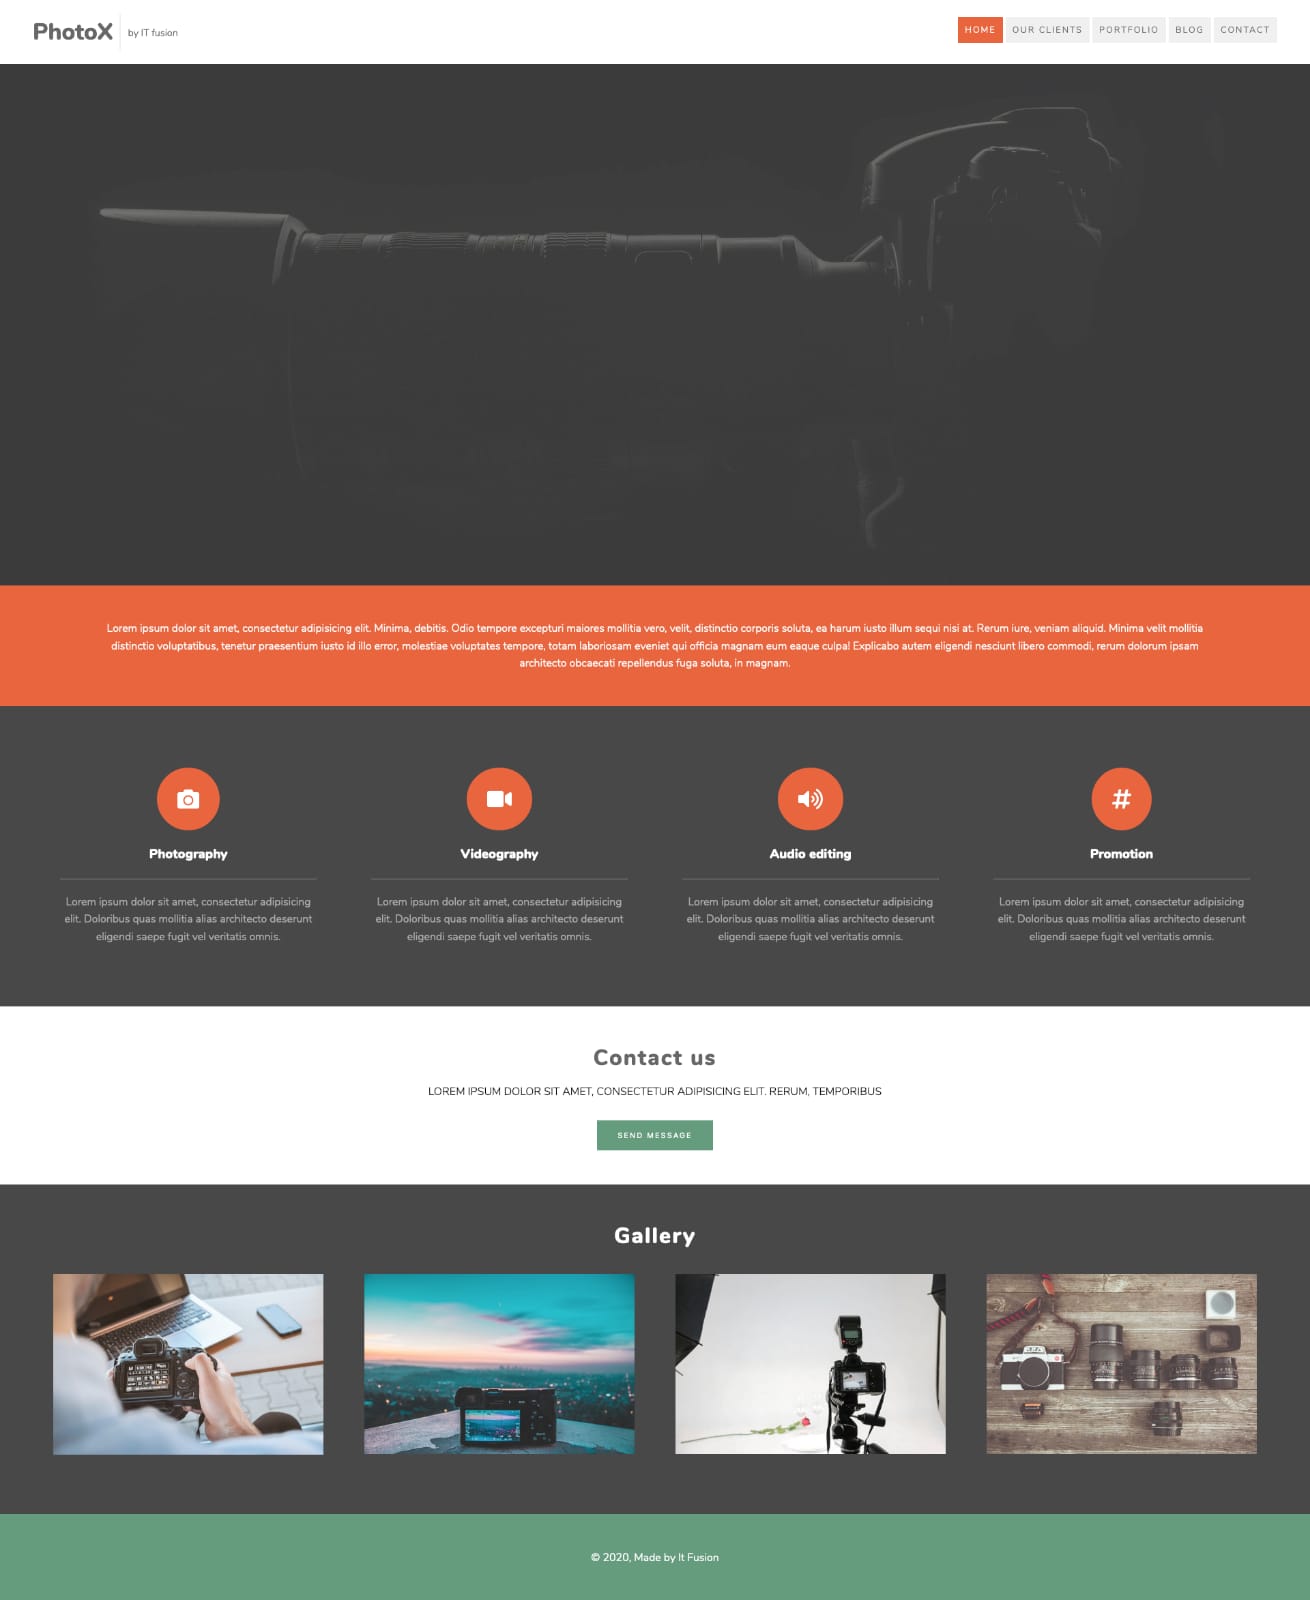 PhotoX
by IT fusion
HOME OUR CLIENTS PORTFOLIO BLOG CONTACT
Lorem ipsum dolor sit amet, consectetur adipisicing elit. Minima, debitis. Odio tempore excepturi maiores mollitia vero, velit, distinctio corporis soluta, ea harum iusto illum sequi nisi at. Rerum iure, veniam aliquid. Minima velit mollitia
distinctio voluptatibus, tenetur praesentium iusto id illo error, molestiae voluptates tempore, totam laboriosam eveniet qui officia magnam eum eaque culpa! Explicabo autem eligendi nesciunt libero commodi, rerum dolorum ipsam
architecto obcaecati repellendus fuga soluta, in magnam.
Photography
Lorem ipsum dolor sit amet, consectetur adipisicing
elit. Doloribus quas mollitia alias architecto deserunt
eligendi saepe fugit vel veritatis omnis.
Videography
Lorem ipsum dolor sit amet, consectetur adipisicing
elit. Doloribus quas mollitia alias architecto deserunt
eligendi saepe fugit vel veritatis omnis.
Audio editing
Lorem ipsum dolor sit amet, consectetur adipisicing
elit. Doloribus quas mollitia alias architecto deserunt
eligendi saepe fugit vel veritatis omnis.
#
Promotion
Lorem ipsum dolor sit amet, consectetur adipisicing
elit. Doloribus quas mollitia alias architecto deserunt
eligendi saepe fugit vel veritatis omnis.
Contact us
LOREM IPSUM DOLOR SIT AMET, CONSECTETUR ADIPISICING ELIT. RERUM, TEMPORIBUS
SEND MESSAGE
Gallery
© 2020, Made by It Fusion